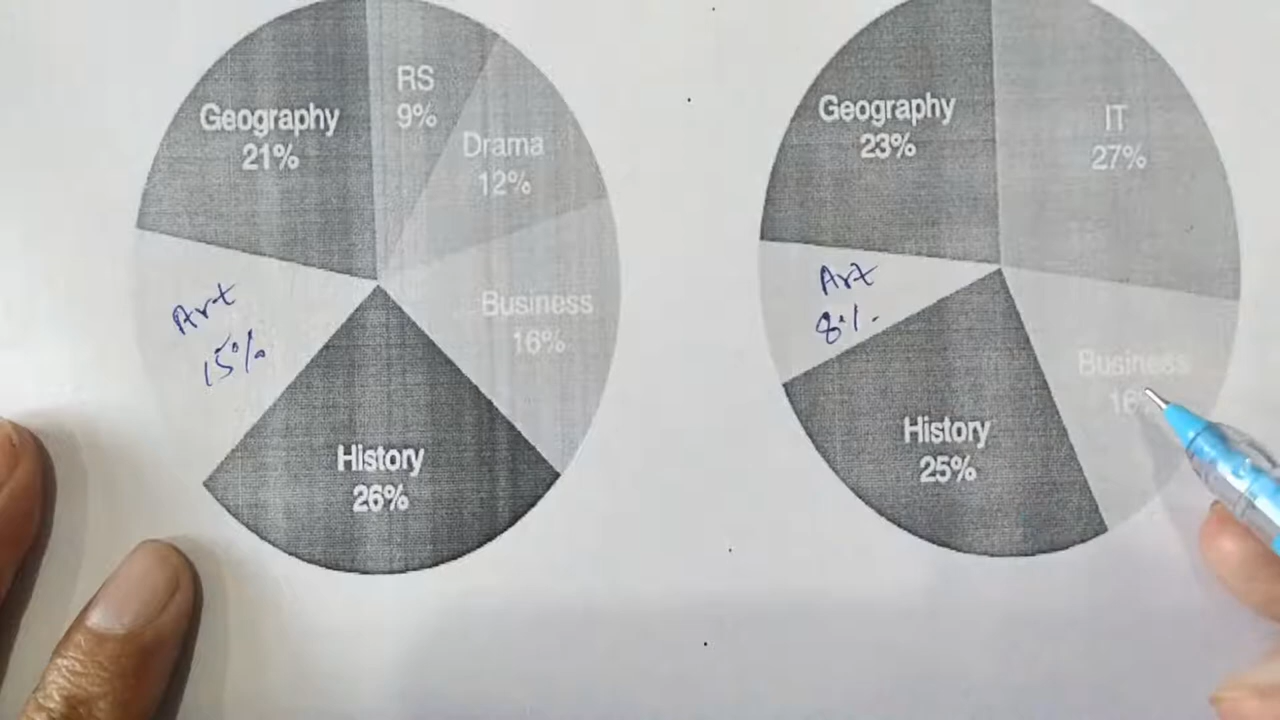 Geography
21%
RS
9%
Drama
12%
Business
16%
Art
15%
History
26%
Geography
23%
IT
27%
Art
8%
Business
History
25%